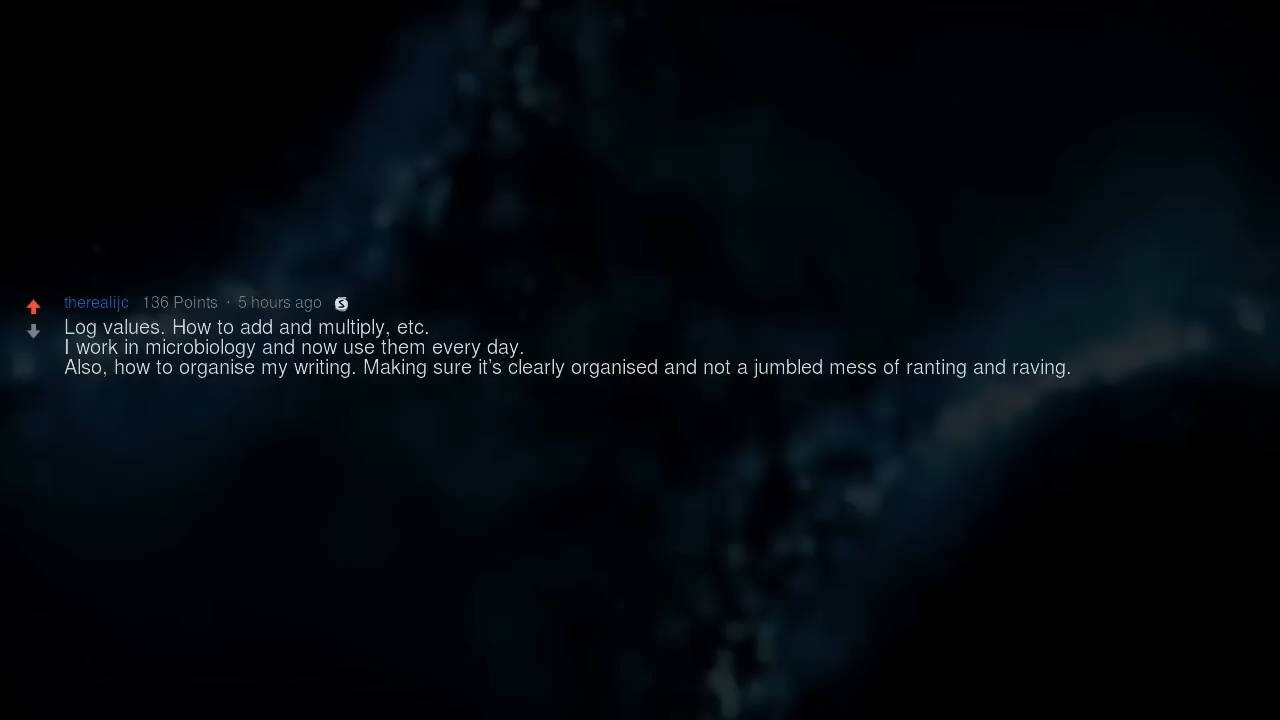 therealijc 136 Points · 5 hours ago
Log values. How to add and multiply, etc.
I work in microbiology and now use them every day.
Also, how to organise my writing. Making sure it's clearly organised and not a jumbled mess of ranting and raving.